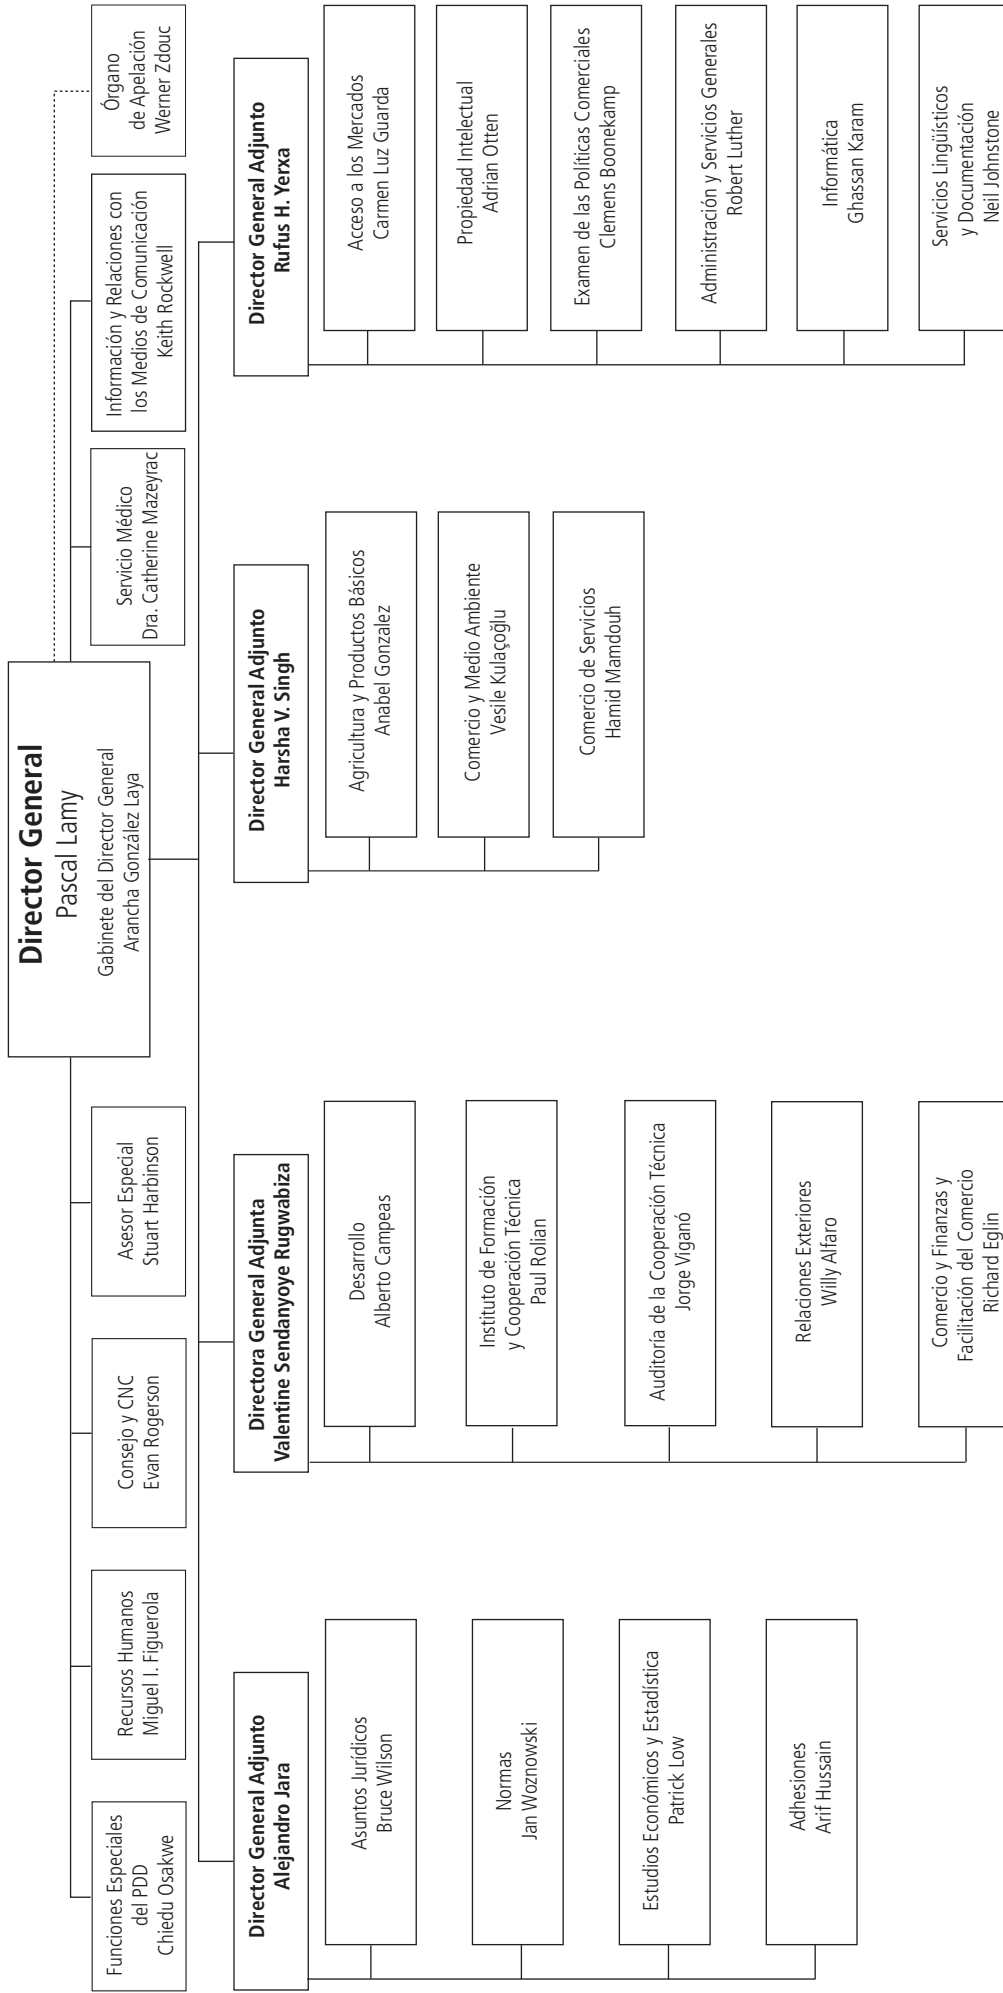 Director General
Pascal Lamy
Gabinete del Director General
Arancha González Laya
Funciones Especiales
del PDD
Chiedu Osakwe
Recursos Humanos
Miguel I. Figuerola
Consejo y CNC
Evan Rogerson
Asesor Especial
Stuart Harbinson
Servicio Médico
Dra. Catherine Mazeyrac
Información y Relaciones con
los Medios de Comunicación
Keith Rockwell
Órgano
de Apelación
Werner Zdouc
Director General Adjunto
Alejandro Jara
Asuntos Jurídicos
Bruce Wilson
Normas
Jan Woznowski
Estudios Económicos y Estadística
Patrick Low
Adhesiones
Arif Hussain
Directora General Adjunta
Valentine Sendanyoye Rugwabiza
Desarrollo
Alberto Campeas
Instituto de Formación
y Cooperación Técnica
Paul Rolian
Auditoría de la Cooperación Técnica
Jorge Viganó
Relaciones Exteriores
Willy Alfaro
Comercio y Finanzas y
Facilitación del Comercio
Richard Eglin
Director General Adjunto
Harsha V. Singh
Agricultura y Productos Básicos
Anabel Gonzalez
Comercio y Medio Ambiente
Vesile Kulaçoğlu
Comercio de Servicios
Hamid Mamdouh
Director General Adjunto
Rufus H. Yerxa
Acceso a los Mercados
Carmen Luz Guarda
Propiedad Intelectual
Adrian Otten
Examen de las Políticas Comerciales
Clemens Boonekamp
Administración y Servicios Generales
Robert Luther
Informática
Ghassan Karam
Servicios Lingüísticos
y Documentación
Neil Johnstone